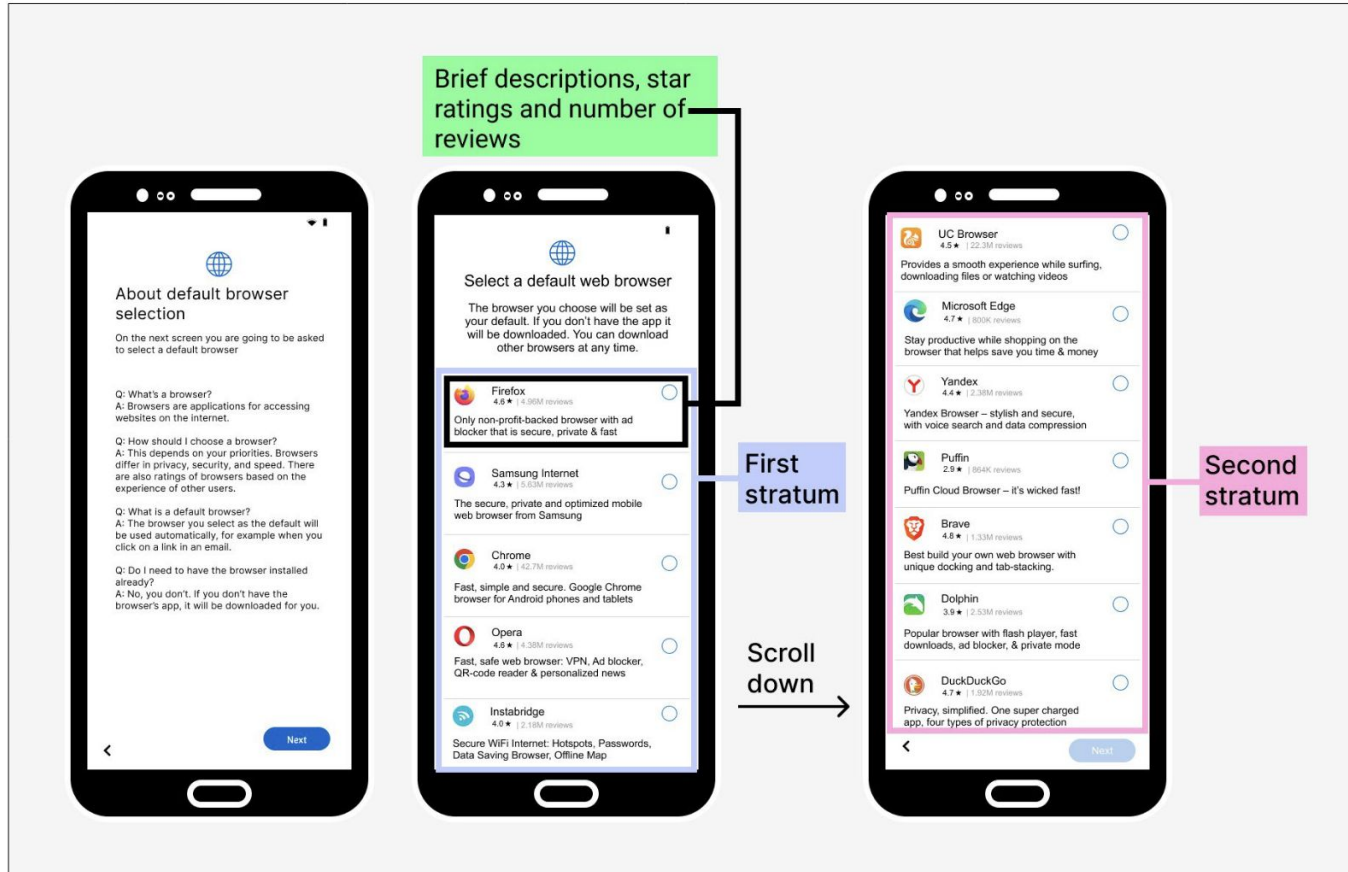 Brief descriptions, star
ratings and number of
reviews
About default browser
selection
On the next screen you are going to be asked
to select a default browser
Q: What's a browser?
A: Browsers are applications for accessing
websites on the internet.
Q: How should I choose a browser?
A: This depends on your priorities. Browsers
differ in privacy, security, and speed. There
are also ratings of browsers based on the
experience of other users.
Q: What is a default browser?
A: The browser you select as the default will
be used automatically, for example when you
click on a link in an email.
Q: Do I need to have the browser installed
already?
A: No, you don't. If you don't have the
browser's app, it will be downloaded for you.
Next
Select a default web browser
The browser you choose will be set as
your default. If you don't have the app it
will be downloaded. You can download
other browsers at any time.
Firefox
4.6 ★ | 4.96M reviews
Only non-profit-backed browser with ad
blocker that is secure, private & fast
Samsung Internet
4.3 ★ | 5.63M reviews
The secure, private and optimized mobile
web browser from Samsung
Chrome
4.0 ★ | 42.7M reviews
Fast, simple and secure. Google Chrome
browser for Android phones and tablets
Opera
4.6 ★ | 4.38M reviews
Fast, safe web browser: VPN, Ad blocker,
QR-code reader & personalized news
Instabridge
4.0 ★ | 2.18M reviews
Secure WiFi Internet: Hotspots, Passwords,
Data Saving Browser, Offline Map
First
stratum
Scroll
down
UC Browser
4.5 ★ | 22.3M reviews
Provides a smooth experience while surfing,
downloading files or watching videos
Microsoft Edge
4.7 ★ | 800K reviews
Stay productive while shopping on the
browser that helps save you time & money
Yandex
4.4 ★ | 2.38M reviews
Yandex Browser – stylish and secure,
with voice search and data compression
Puffin
2.9 ★ | 864K reviews
Puffin Cloud Browser – it's wicked fast!
Brave
4.8 ★ | 1.33M reviews
Best build your own web browser with
unique docking and tab-stacking.
Dolphin
3.9 ★ | 2.53M reviews
Popular browser with flash player, fast
downloads, ad blocker, & private mode
DuckDuckGo
4.7 ★ | 1.92M reviews
Privacy, simplified. One super charged
app, four types of privacy protection
Next
Second
stratum